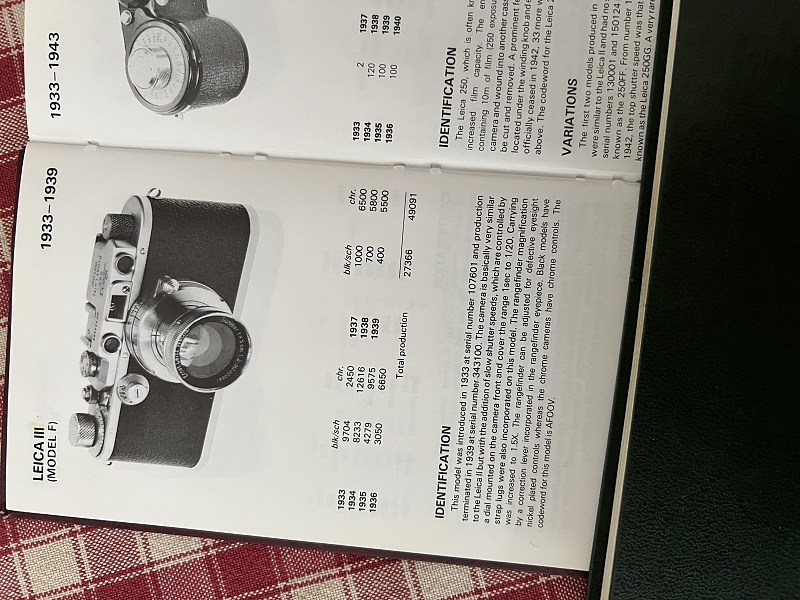 LEICA III
(MODEL F)
1933–1939
blk/sch chr. blk/sch chr.
1933 9704 2450 1937 1000 6500
1934 8233 12616 1938 700 5800
1935 4279 9575 1939 400 5500
1936 3050 6650
Total production 27366 49091
IDENTIFICATION
This model was introduced in 1933 at serial number 107601 and production
terminated in 1939 at serial number 343100. The camera is basically very similar
to the Leica II but with the addition of slow shutter speeds, which are controlled by
a dial mounted on the camera front and cover the range 1sec to 1/20. Carrying
strap lugs were also incorporated on this model. The rangefinder magnification
was increased to 1.5X. The rangefinder can be adjusted for defective eyesight
by a correction lever incorporated in the rangefinder eyepiece. Black models have
nickel plated controls whereas the chrome cameras have chrome controls. The
codeword for this model is AFOOV.
1933–1943
1933 2 1937
1934 120 1938
1935 100 1939
1936 100 1940
IDENTIFICATION
The Leica 250, which is often
increased film capacity. The
containing 10m of film (250
camera and wound into another
be cut and removed. A prominent
located under the winding knob and
officially ceased in 1942, 33 more
above. The codeword for the Leica
VARIATIONS
The first two models produced in
were similar to the Leica II and had no
serial numbers 130001 and 150124.
known as the 250FF. From number
1942, the top shutter speed was
known as the Leica 250GG. A very